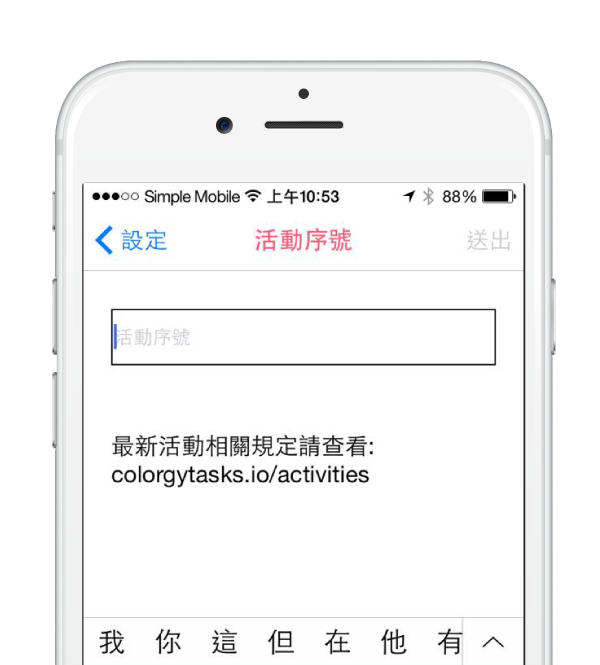 Simple Mobile 上午10:53 88%
設定 活動序號 送出
活動序號
最新活動相關規定請查看:
colorgytasks.io/activities
我 你 這 但 在 他 有